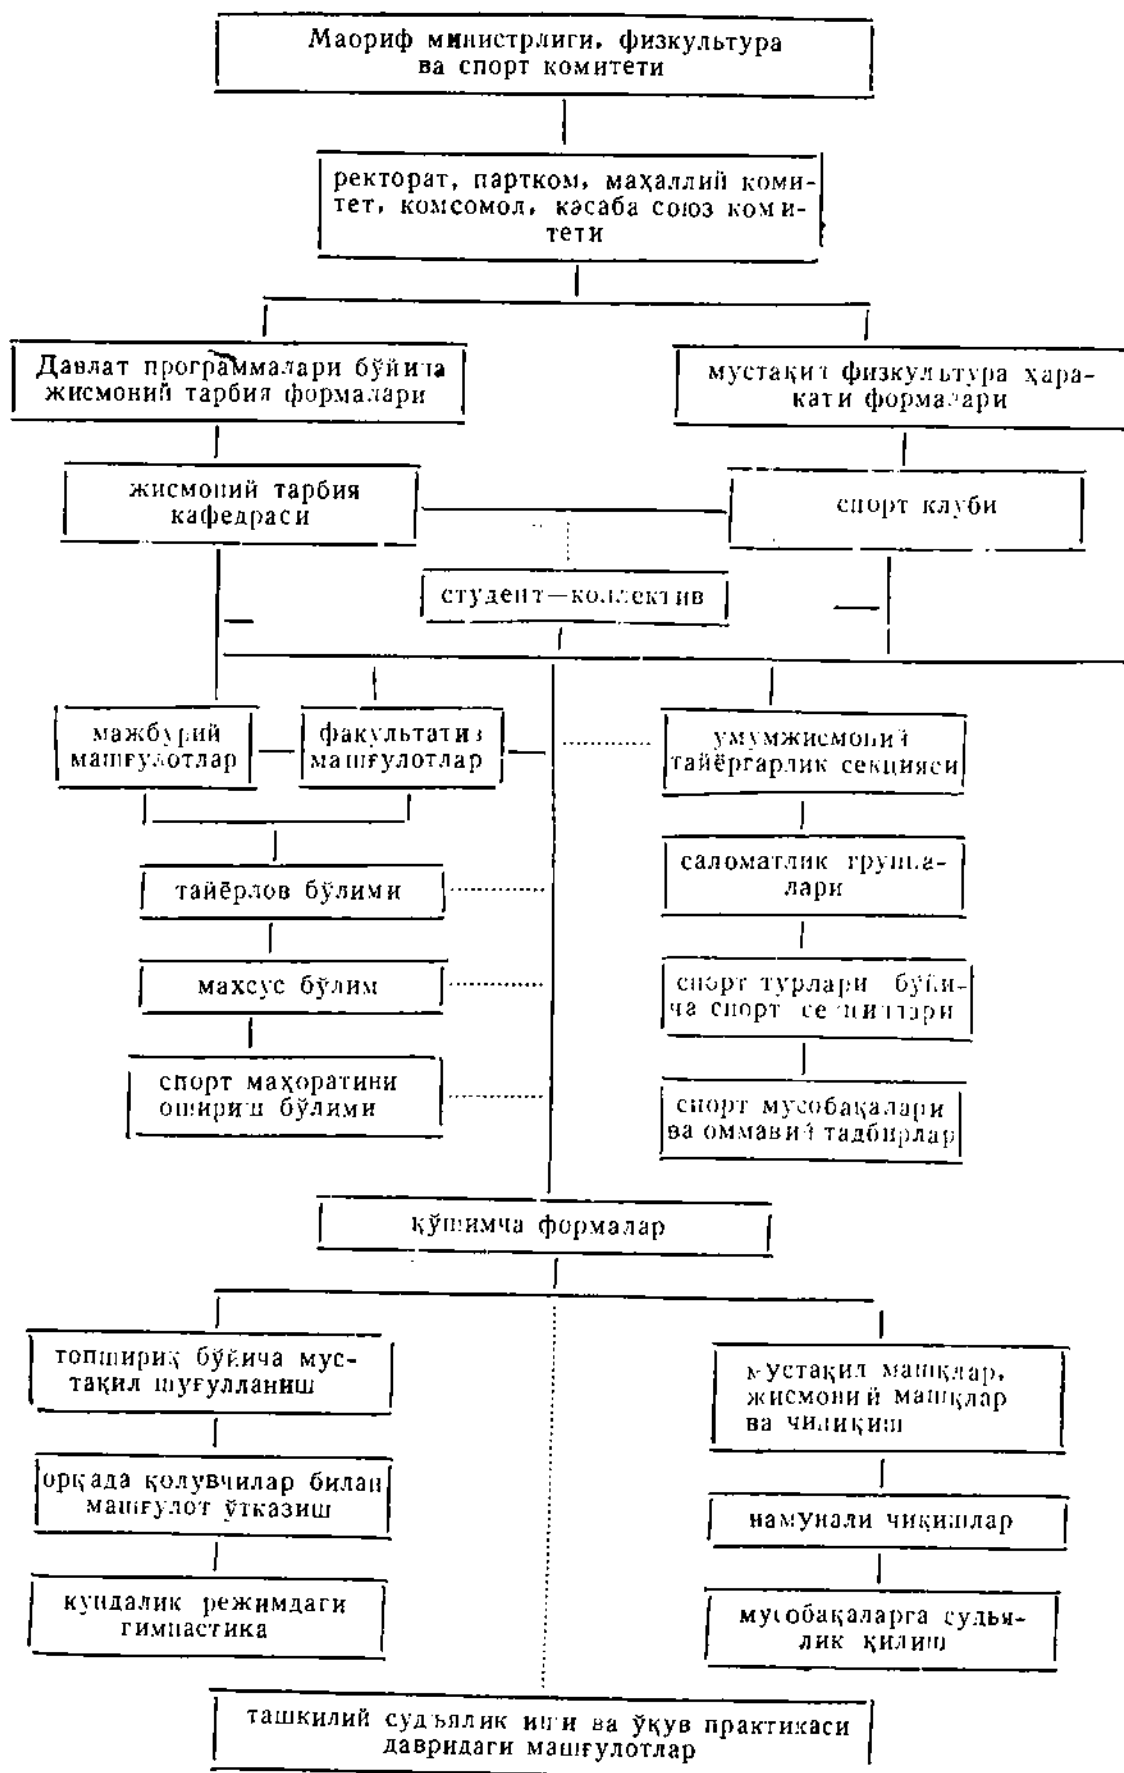 Маориф министрлиги, физкультура
ва спорт комитети
ректорат, партком, маҳаллий коми-
тет, комсомол, касаба союз коми-
тети
Давлат программалари бўйича
жисмоний тарбия формалари
мустақил физкультура ҳара-
кати формалари
жисмоний тарбия
кафедраси
спорт клуби
студент—коллектив
мажбурий
машғулотлар
факультатив
машғулотлар
умумжисмоний
тайёргарлик секцияси
тайёрлов бўлими
саломатлик группа-
лари
махсус бўлим
спорт турлари бўйи-
ча спорт
спорт маҳоратини
ошириш бўлими
спорт мусобақалари
ва оммавий тадбирлар
қўшимча формалар
топшириқ бўйича мус-
тақил шуғулланиш
мустақил машқлар,
жисмоний машқлар
ва чиниқиш
орқада қолувчилар билан
машғулот ўтказиш
намунали чиқишлар
кундалик режимдаги
гимнастика
мусобақаларга судья-
лик қилиш
ташкилий судъялик иши ва ўқув практикаси
давридаги машғулотлар